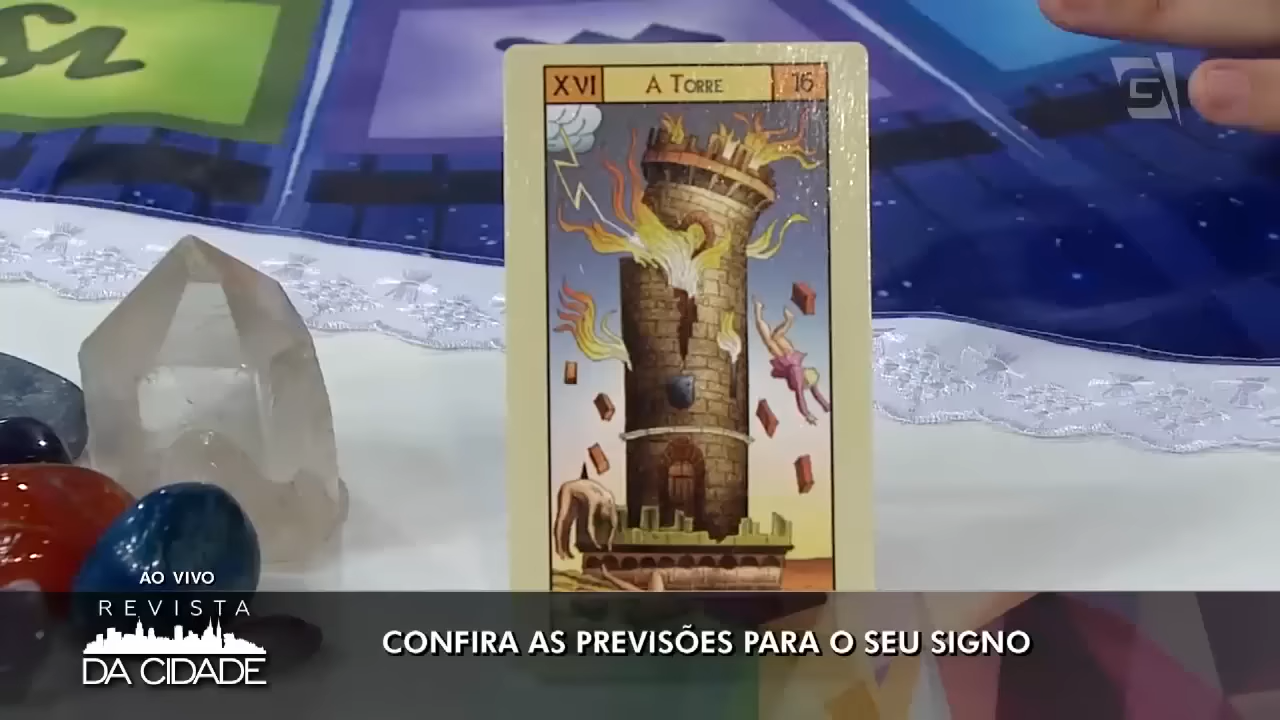 XVI A TORRE 16
AO VIVO
REVISTA
DA CIDADE
CONFIRA AS PREVISÕES PARA O SEU SIGNO